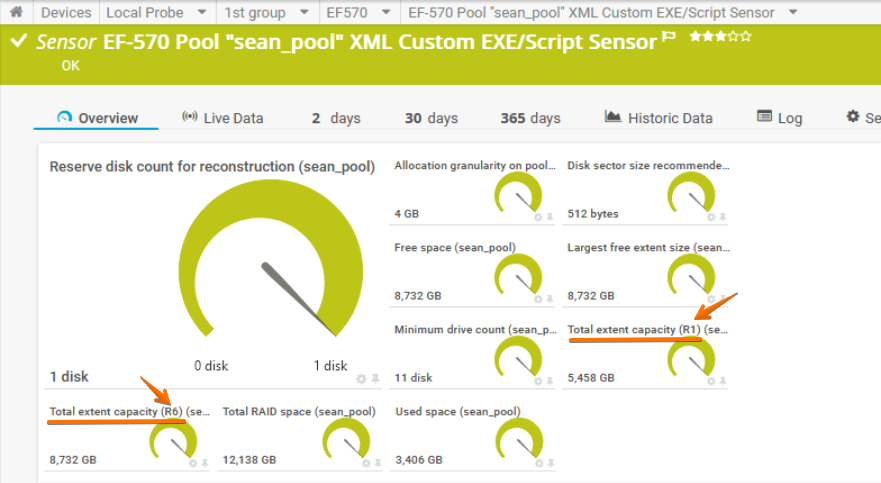 Devices Local Probe 1st group EF570 EF-570 Pool "sean_pool" XML Custom EXE/Script Sensor
Sensor EF-570 Pool "sean_pool" XML Custom EXE/Script Sensor
OK
Overview Live Data 2 days 30 days 365 days Historic Data Log Se
Reserve disk count for reconstruction (sean_pool)
0 disk 1 disk
1 disk
Allocation granularity on pool...
4 GB
Disk sector size recommende...
512 bytes
Free space (sean_pool)
8,732 GB
Largest free extent size (sean...
8,732 GB
Minimum drive count (sean_p...
11 disk
Total extent capacity (R1) (se...
5,458 GB
Total extent capacity (R6) (se...
8,732 GB
Total RAID space (sean_pool)
12,138 GB
Used space (sean_pool)
3,406 GB